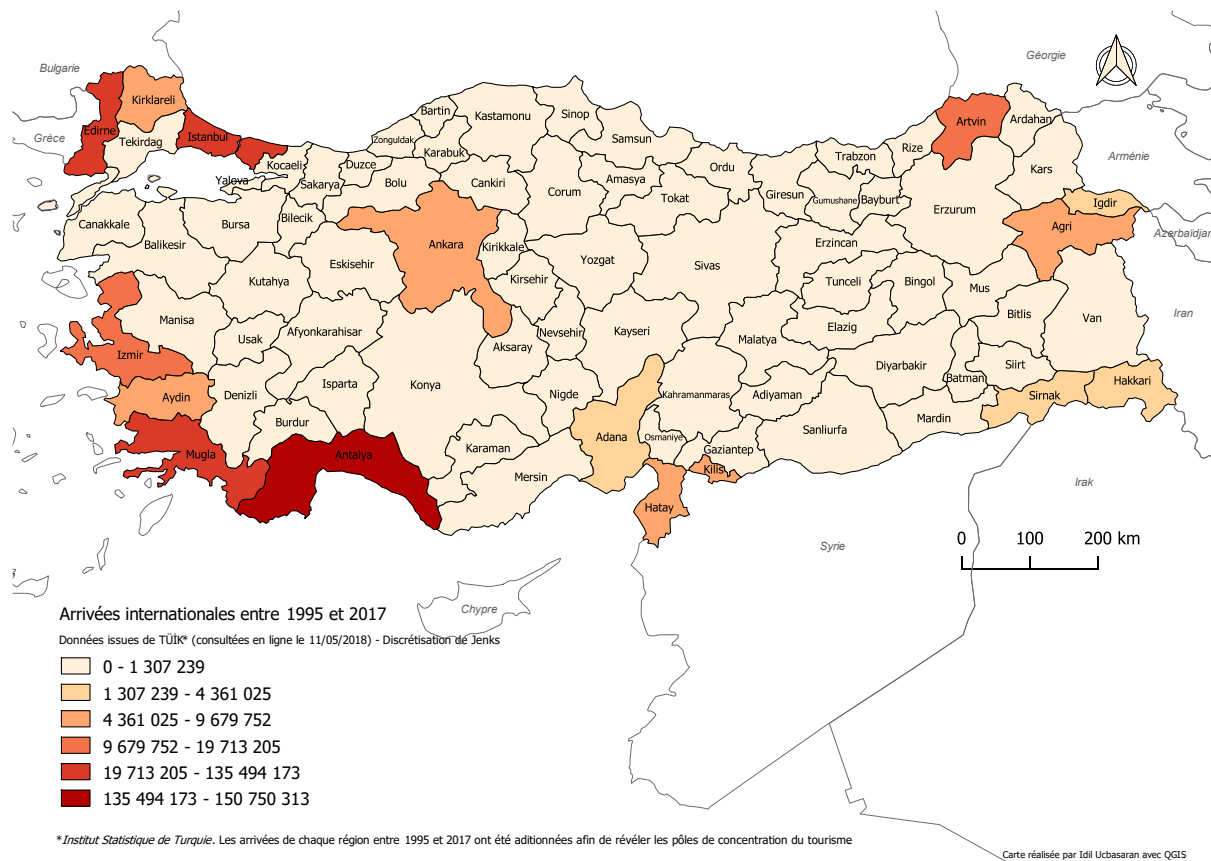 Bulgarie
Géorgie
Kirklareli
Bartin
Kastamonu
Sinop
Artvin
Ardahan
Edirne
Istanbul
Grèce
Tekirdag
Zonguldak
Samsun
Rize
Trabzon
Arménie
Karabuk
Kocaeli
Duzce
Ordu
Kars
Yalova
Sakarya
Bolu
Cankiri
Amasya
Corum
Tokat
Giresun
Gumushane
Bayburt
Igdir
Canakkale
Bursa
Bilecik
Erzurum
Agri
Azerbaïdjan
Balikesir
Ankara
Kirikkale
Erzincan
Eskisehir
Yozgat
Sivas
Kutahya
Kirsehir
Tunceli
Bingol
Mus
Iran
Manisa
Bitlis
Van
Usak
Afyonkarahisar
Nevsehir
Kayseri
Elazig
Izmir
Aksaray
Malatya
Diyarbakir
Siirt
Isparta
Konya
Batman
Hakkari
Aydin
Denizli
Nigde
Kahramanmaras
Adiyaman
Sirnak
Burdur
Mardin
Adana
Osmaniye
Sanliurfa
Karaman
Gaziantep
Mugla
Antalya
Mersin
Kilis
Irak
Hatay
0 100 200 km
Syrie
Chypre
Arrivées internationales entre 1995 et 2017
Données issues de TÜİK* (consultées en ligne le 11/05/2018) - Discrétisation de Jenks
0 - 1 307 239
1 307 239 - 4 361 025
4 361 025 - 9 679 752
9 679 752 - 19 713 205
19 713 205 - 135 494 173
135 494 173 - 150 750 313
*Institut Statistique de Turquie. Les arrivées de chaque région entre 1995 et 2017 ont été aditionnées afin de révéler les pôles de concentration du tourisme
Carte réalisée par Idil Ucbasaran avec QGIS